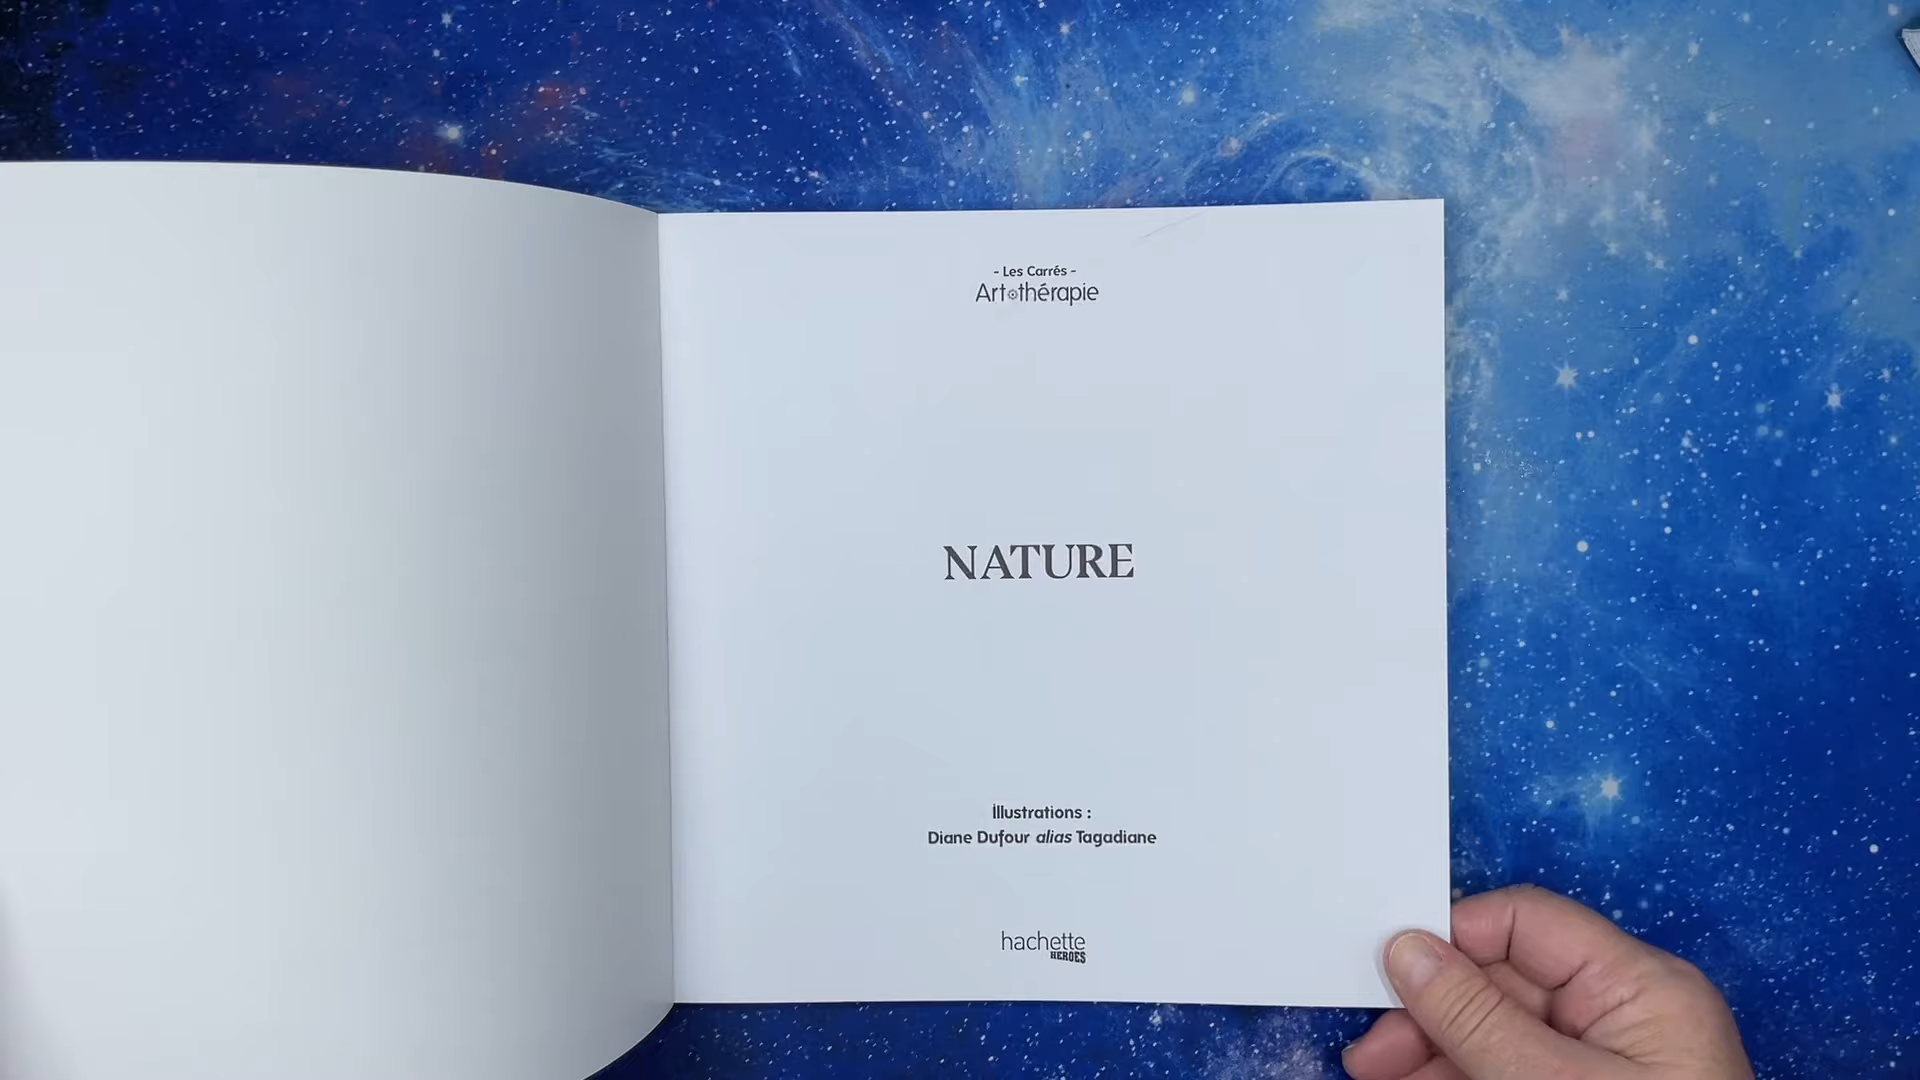 - Les Carrés -
Art thérapie
NATURE
Illustrations :
Diane Dufour alias Tagadiane
hachette
HEROES